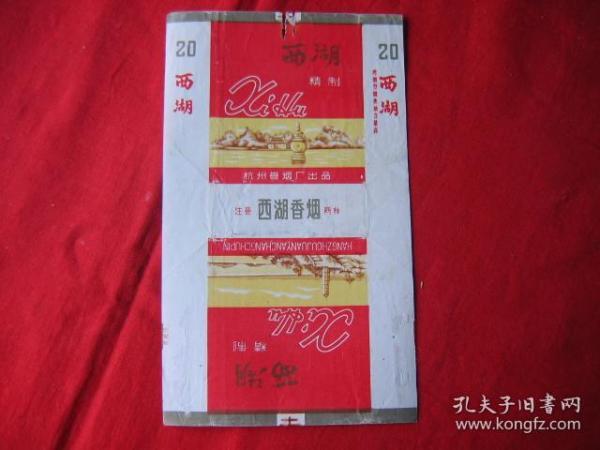 20
西湖
西湖
精制
Xi Hu
杭州卷烟厂出品
注册 西湖香烟 商标
HANGZHOUJUANYANCHANGCHUPIN
Xi Hu
精制
西湖
20
西湖
孔夫子旧书网
www.kongfz.com